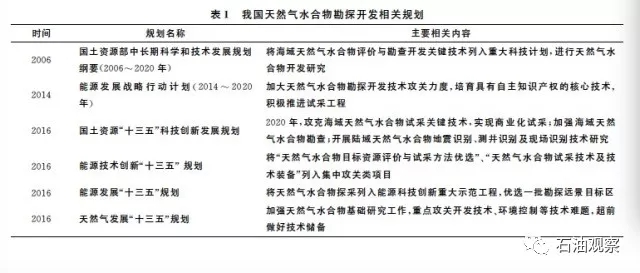 表 1 我国天然气水合物勘探开发相关规划
时间 规划名称 主要相关内容
2006 国土资源部中长期科学和技术发展规划纲要(2006～2020 年) 将海域天然气水合物评价与勘查开发关键技术列入重大科技计划,进行天然气水合物开发研究
2014 能源发展战略行动计划(2014～2020年) 加大天然气水合物勘探开发技术攻关力度,培育具有自主知识产权的核心技术,积极推进试采工程
2016 国土资源“十三五”科技创新发展规划 2020年,攻克海域天然气水合物试采关键技术,实现商业化试采;加强海域天然气水合物勘查;开展陆域天然气水合物地震识别、测井识别及现场识别技术研究
2016 能源技术创新“十三五” 规划 将“天然气水合物目标资源评价与试采方法优选”、“天然气水合物试采技术及技术装备”列入集中攻关类项目
2016 能源发展“十三五”规划 将天然气水合物探采列入能源科技创新重大示范工程,优选一批勘探远景目标区
2016 天然气发展“十三五”规划 加强天然气水合物基础研究工作,重点攻关开发技术、环境控制等技术难题,超前做好技术储备
石油观察